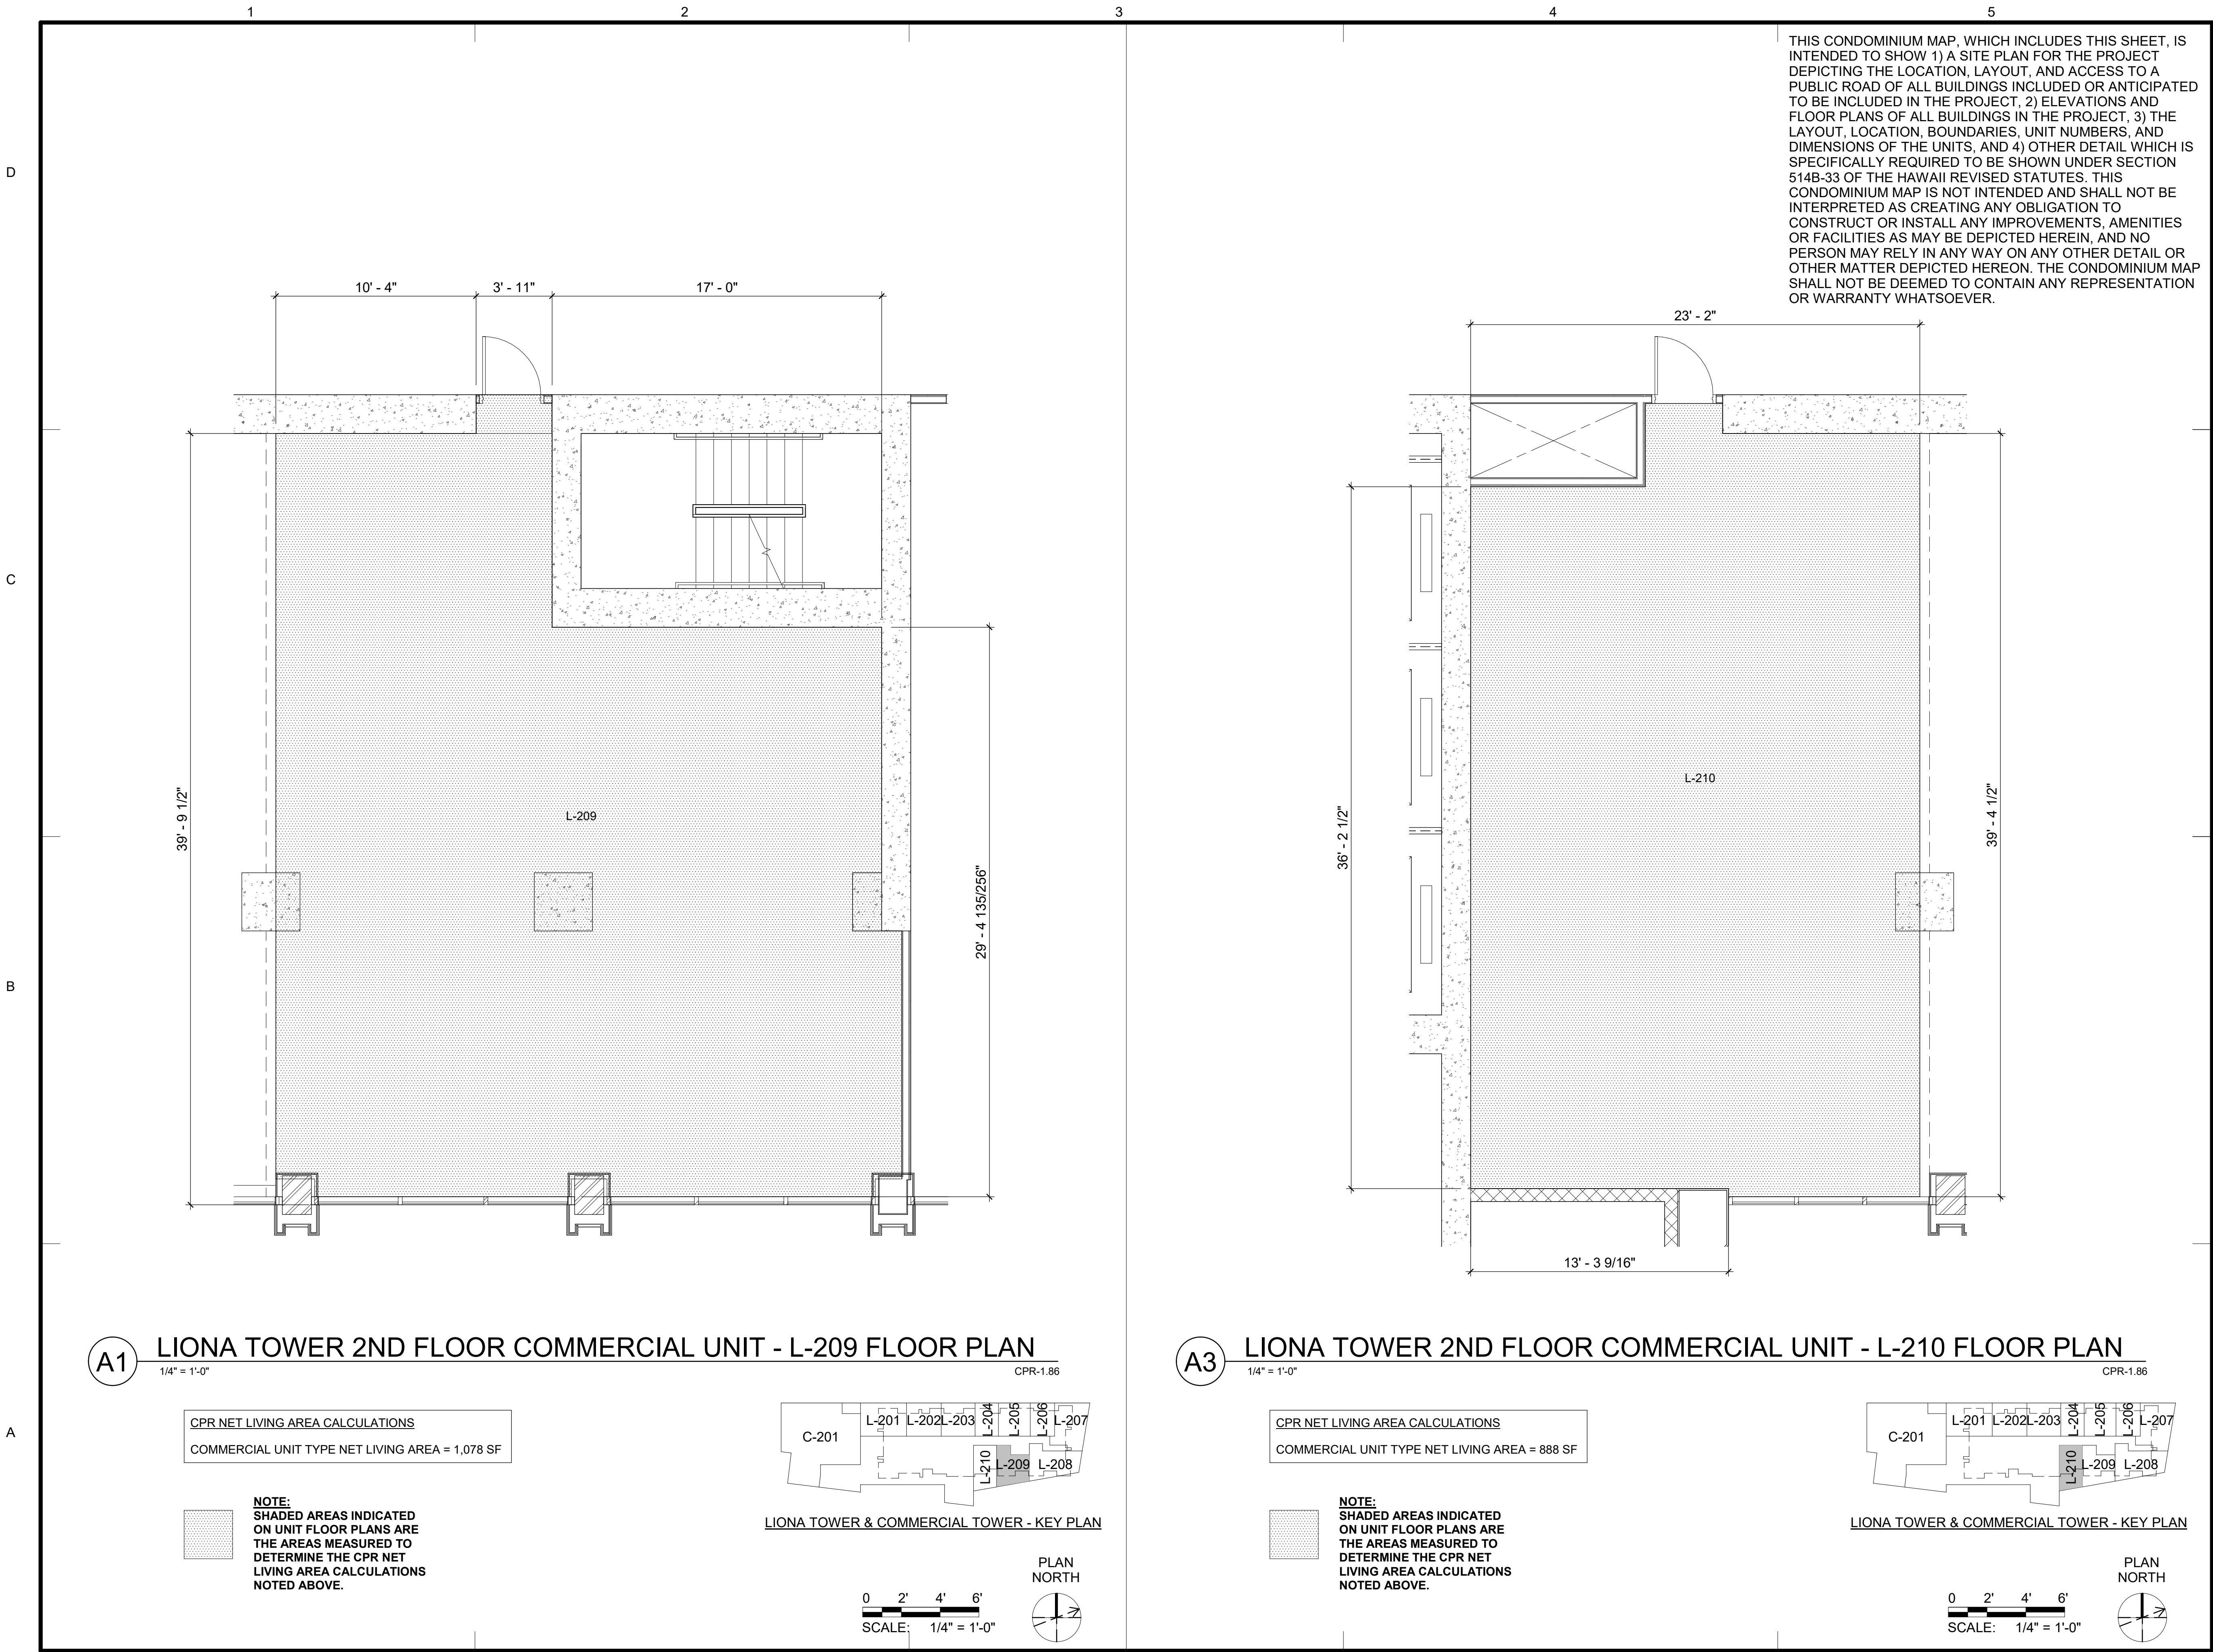 1 2 3 4 5
THIS CONDOMINIUM MAP, WHICH INCLUDES THIS SHEET, IS
INTENDED TO SHOW 1) A SITE PLAN FOR THE PROJECT
DEPICTING THE LOCATION, LAYOUT, AND ACCESS TO A
PUBLIC ROAD OF ALL BUILDINGS INCLUDED OR ANTICIPATED
TO BE INCLUDED IN THE PROJECT, 2) ELEVATIONS AND
FLOOR PLANS OF ALL BUILDINGS IN THE PROJECT, 3) THE
LAYOUT, LOCATION, BOUNDARIES, UNIT NUMBERS, AND
DIMENSIONS OF THE UNITS, AND 4) OTHER DETAIL WHICH IS
SPECIFICALLY REQUIRED TO BE SHOWN UNDER SECTION
514B-33 OF THE HAWAII REVISED STATUTES. THIS
CONDOMINIUM MAP IS NOT INTENDED AND SHALL NOT BE
INTERPRETED AS CREATING ANY OBLIGATION TO
CONSTRUCT OR INSTALL ANY IMPROVEMENTS, AMENITIES
OR FACILITIES AS MAY BE DEPICTED HEREIN, AND NO
PERSON MAY RELY IN ANY WAY ON ANY OTHER DETAIL OR
OTHER MATTER DEPICTED HEREON. THE CONDOMINIUM MAP
SHALL NOT BE DEEMED TO CONTAIN ANY REPRESENTATION
OR WARRANTY WHATSOEVER.
D
C
B
A
10' - 4" 3' - 11" 17' - 0"
39' - 9 1/2"
L-209
29' - 4 135/256"
A1
LIONA TOWER 2ND FLOOR COMMERCIAL UNIT - L-209 FLOOR PLAN
1/4" = 1'-0" CPR-1.86
CPR NET LIVING AREA CALCULATIONS
COMMERCIAL UNIT TYPE NET LIVING AREA = 1,078 SF
NOTE:
SHADED AREAS INDICATED
ON UNIT FLOOR PLANS ARE
THE AREAS MEASURED TO
DETERMINE THE CPR NET
LIVING AREA CALCULATIONS
NOTED ABOVE.
C-201 L-201 L-202 L-203 L-204 L-205 L-206 L-207
L-210 L-209 L-208
LIONA TOWER & COMMERCIAL TOWER - KEY PLAN
PLAN
NORTH
0 2' 4' 6'
SCALE: 1/4" = 1'-0"
23' - 2"
36' - 2 1/2"
L-210
39' - 4 1/2"
13' - 3 9/16"
A3
LIONA TOWER 2ND FLOOR COMMERCIAL UNIT - L-210 FLOOR PLAN
1/4" = 1'-0" CPR-1.86
CPR NET LIVING AREA CALCULATIONS
COMMERCIAL UNIT TYPE NET LIVING AREA = 888 SF
NOTE:
SHADED AREAS INDICATED
ON UNIT FLOOR PLANS ARE
THE AREAS MEASURED TO
DETERMINE THE CPR NET
LIVING AREA CALCULATIONS
NOTED ABOVE.
C-201 L-201 L-202 L-203 L-204 L-205 L-206 L-207
L-210 L-209 L-208
LIONA TOWER & COMMERCIAL TOWER - KEY PLAN
PLAN
NORTH
0 2' 4' 6'
SCALE: 1/4" = 1'-0"